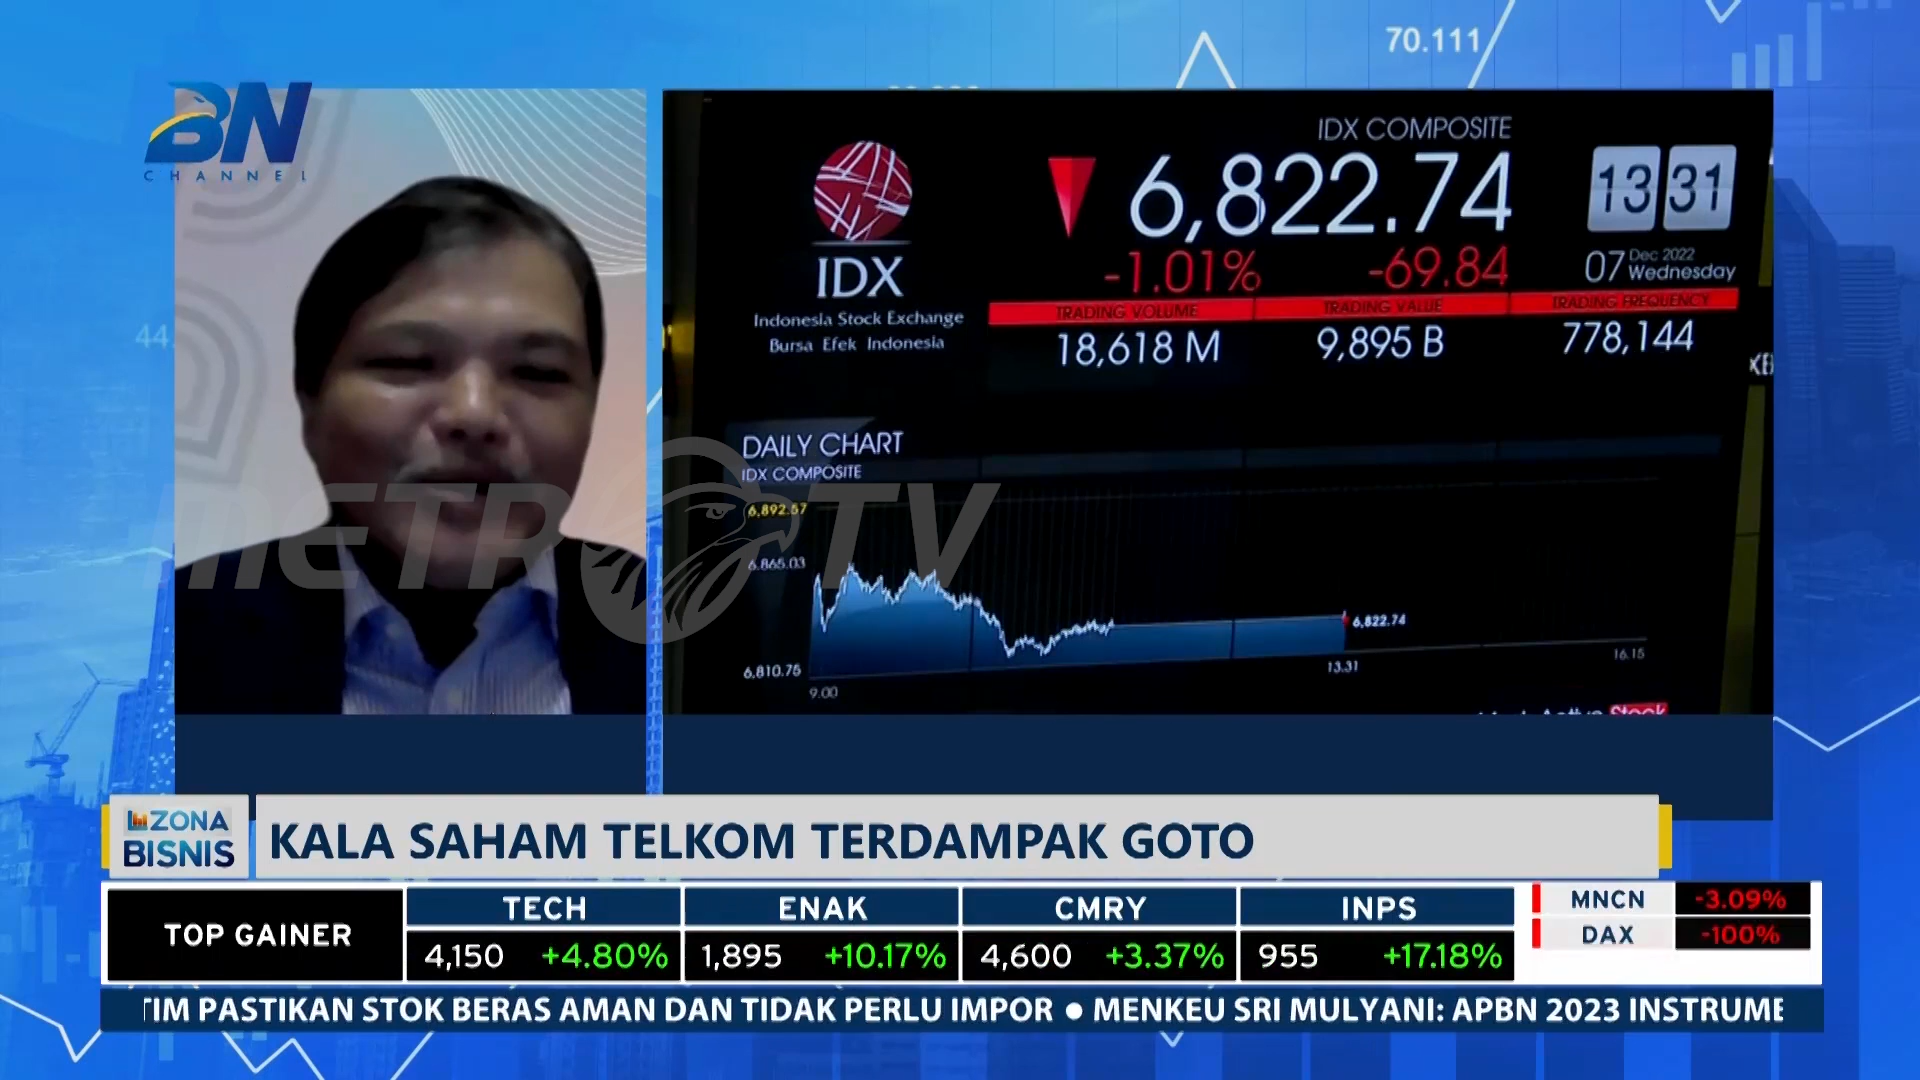 70.111
BN
CHANNEL
44.
IDX COMPOSITE
6,822.74
-1.01% -69.84
13 31
07 Dec 2022
Wednesday
IDX
Indonesia Stock Exchange
Bursa Efek Indonesia
TRADING VOLUME TRADING VALUE TRADING FREQUENCY
18,618 M 9,895 B 778,144
DAILY CHART
IDX COMPOSITE
6,892.57
METRO TV
6,865.03
6,822.74
6,810.75
9.00
13.31
16.15
Stock
ZONA
BISNIS
KALA SAHAM TELKOM TERDAMPAK GOTO
TOP GAINER
TECH ENAK CMRY INPS
4,150 +4.80% 1,895 +10.17% 4,600 +3.37% 955 +17.18%
MNCN -3.09%
DAX -100%
TIM PASTIKAN STOK BERAS AMAN DAN TIDAK PERLU IMPOR ● MENKEU SRI MULYANI: APBN 2023 INSTRUME